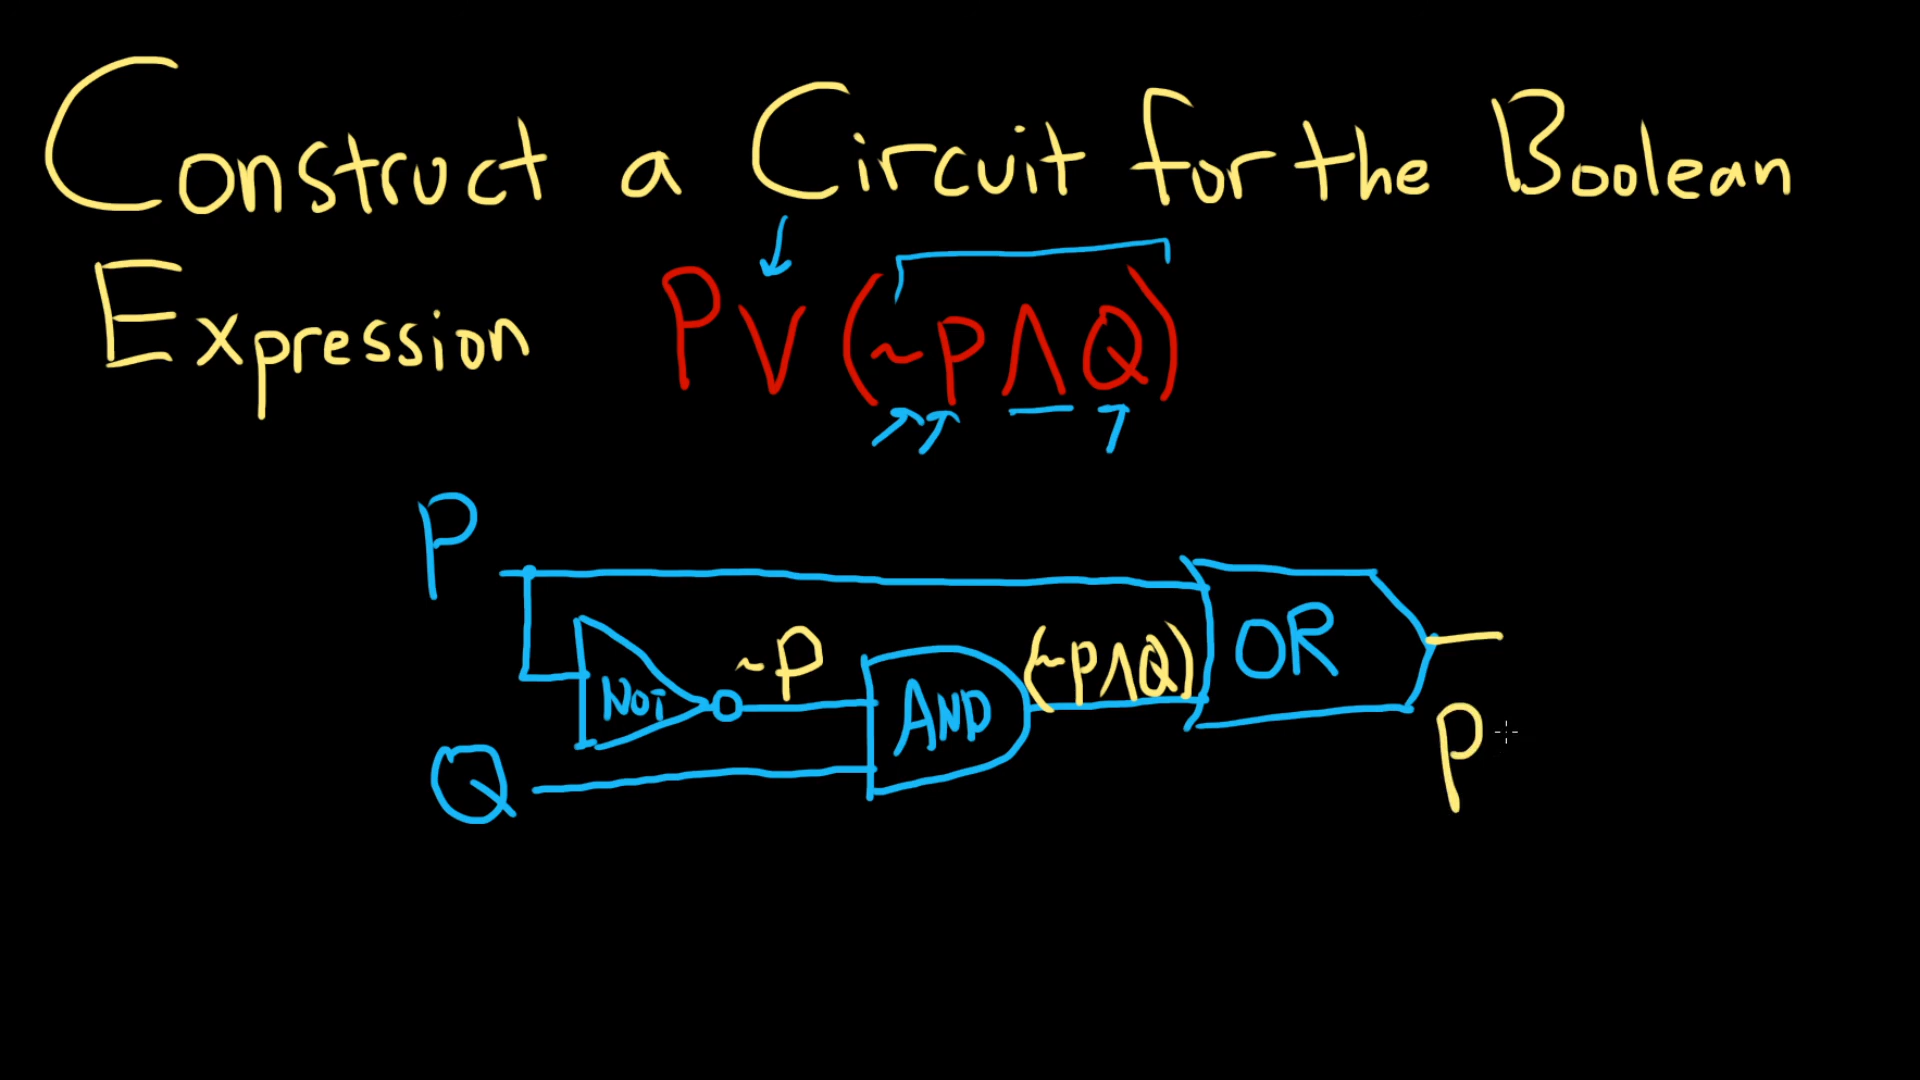 Construct a Circuit for the Boolean
Expression P ∨ (~P ∧ Q)
P
NOT
~P
AND
(~P∧Q)
OR
Q
P